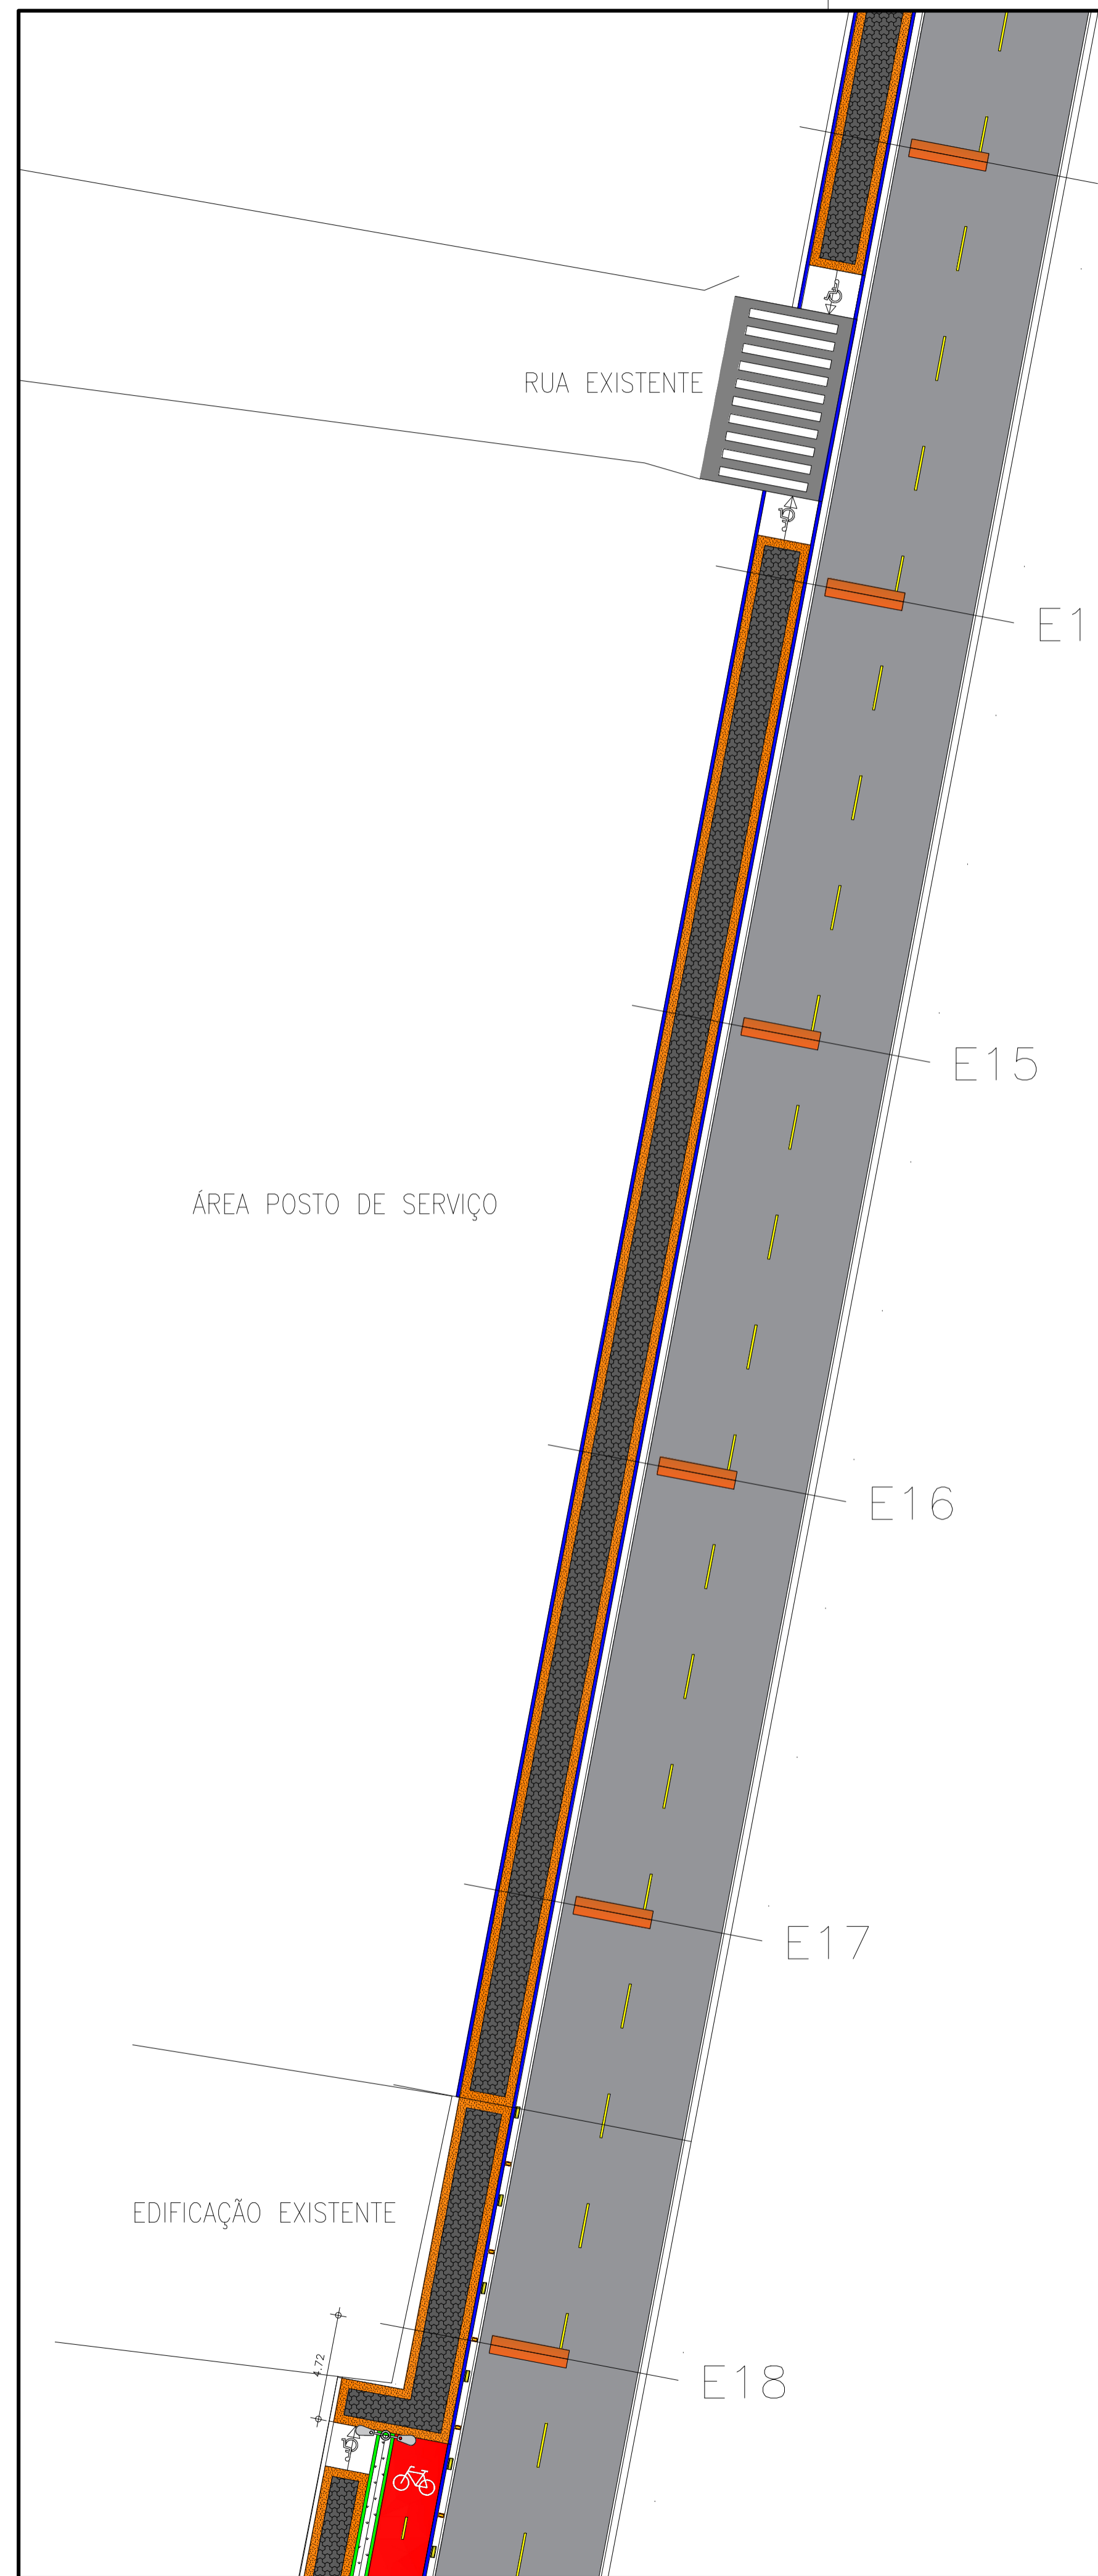 RUA EXISTENTE
E1
E15
ÁREA POSTO DE SERVIÇO
E16
E17
EDIFICAÇÃO EXISTENTE
4.72
E18